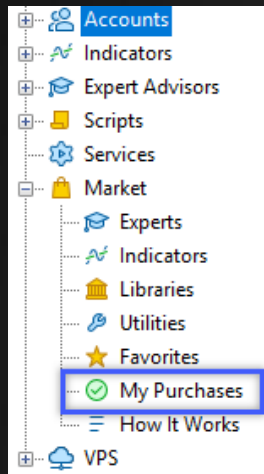 Accounts
Indicators
Expert Advisors
Scripts
Services
Market
Experts
Indicators
Libraries
Utilities
Favorites
My Purchases
How It Works
VPS